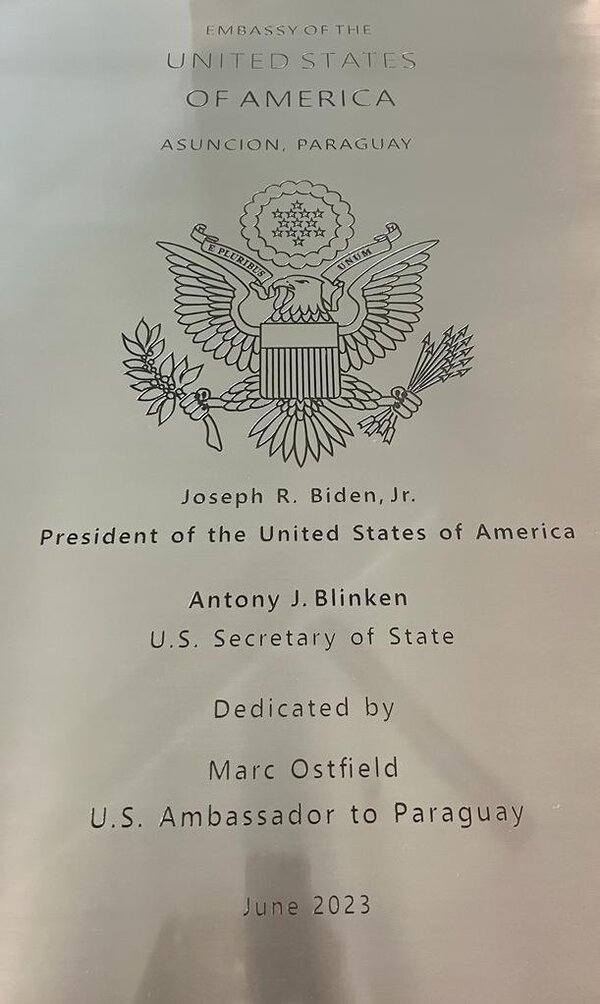 EMBASSY OF THE
UNITED STATES
OF AMERICA
ASUNCION, PARAGUAY
E PLURIBUS UNUM
Joseph R. Biden, Jr.
President of the United States of America
Antony J. Blinken
U.S. Secretary of State
Dedicated by
Marc Ostfield
U.S. Ambassador to Paraguay
June 2023